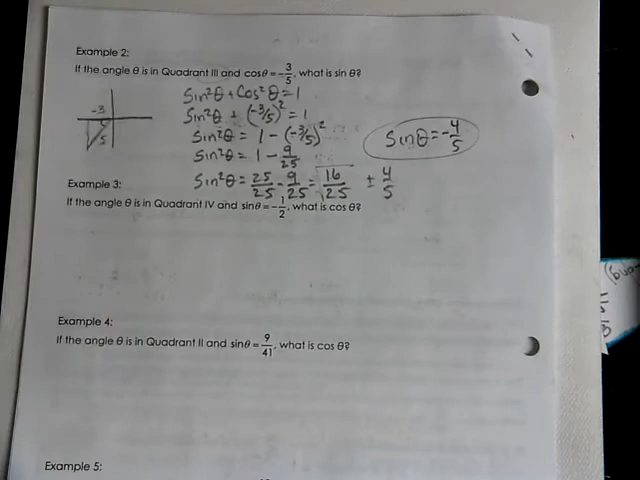 Example 2:
If the angle θ is in Quadrant III and cosθ = -3/5, what is sin θ?
Sin²θ + Cos²θ = 1
-3
5
Sin²θ + (-3/5)² = 1
Sin²θ = 1 - (-3/5)²
Sinθ = -4/5
Sin²θ = 1 - 9/25
Sin²θ = 25/25 - 9/25 = 16/25 ± 4/5
Example 3:
If the angle θ is in Quadrant IV and sinθ = -1/2, what is cos θ?
Example 4:
If the angle θ is in Quadrant II and sinθ = 9/41, what is cos θ?
Example 5: